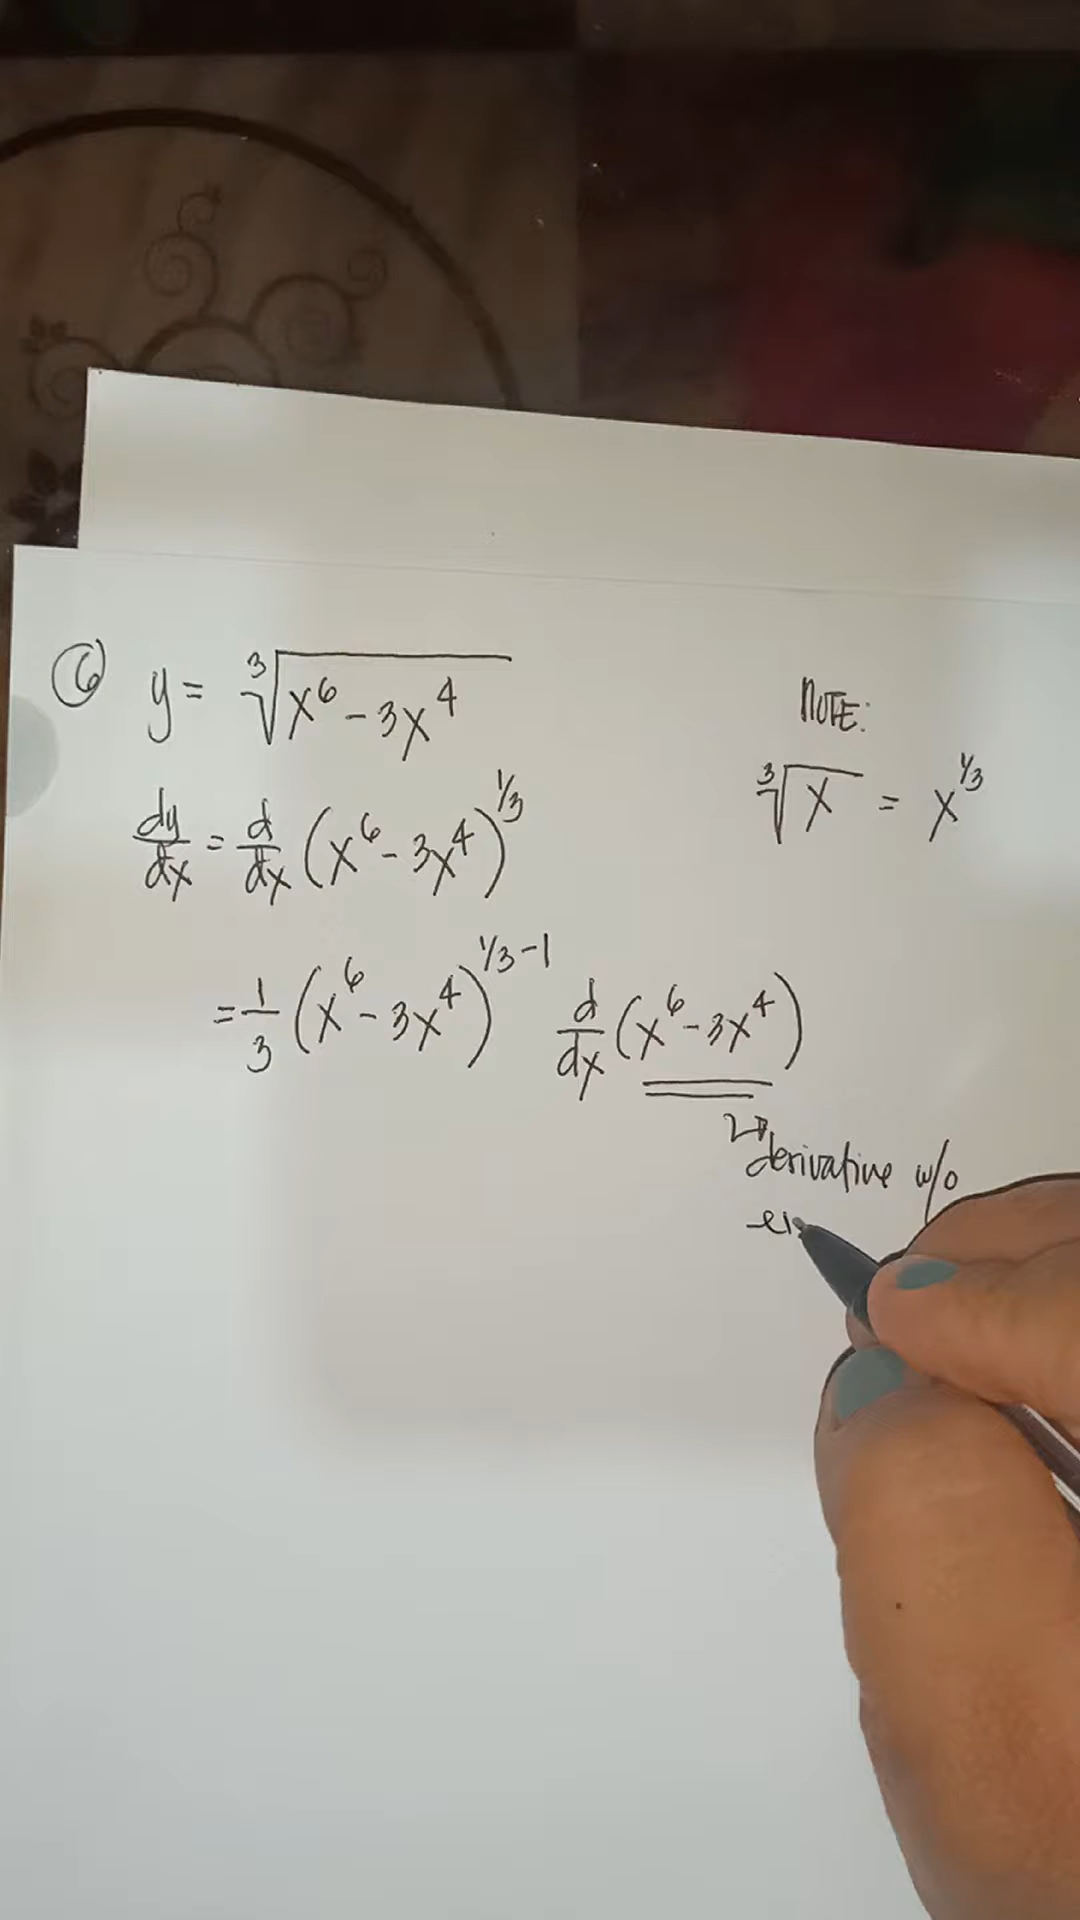 6 y = ∛(x⁶ - 3x⁴)
NOTE:
∛x = x^(1/3)
dy/dx = d/dx (x⁶ - 3x⁴)^(1/3)
= 1/3 (x⁶ - 3x⁴)^(1/3 - 1) d/dx (x⁶ - 3x⁴)
derivative w/o